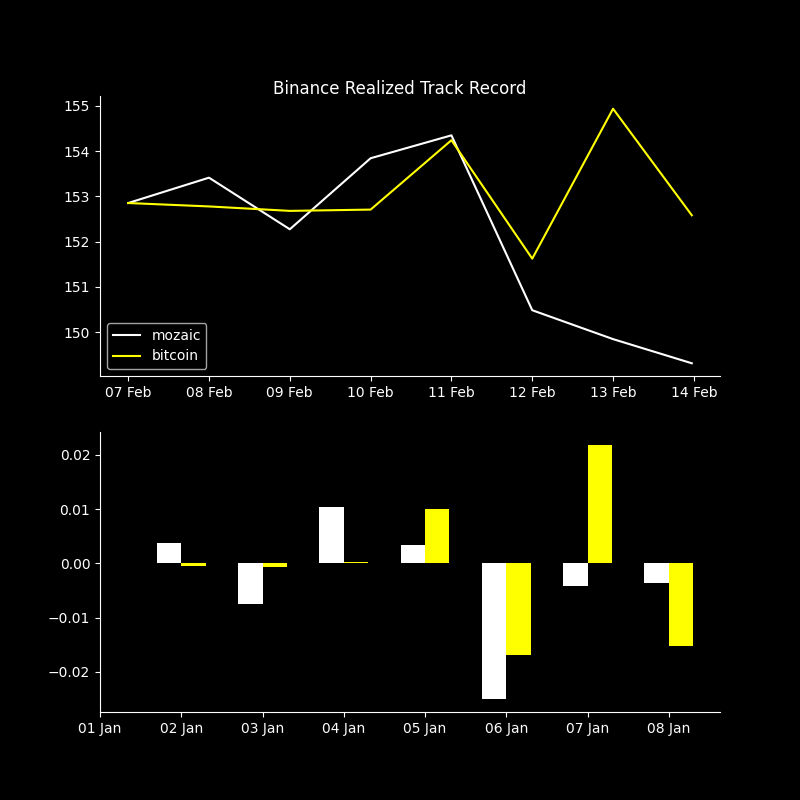 Binance Realized Track Record
155
154
153
152
151
150
mozaic
bitcoin
07 Feb 08 Feb 09 Feb 10 Feb 11 Feb 12 Feb 13 Feb 14 Feb
0.02
0.01
0.00
−0.01
−0.02
01 Jan 02 Jan 03 Jan 04 Jan 05 Jan 06 Jan 07 Jan 08 Jan